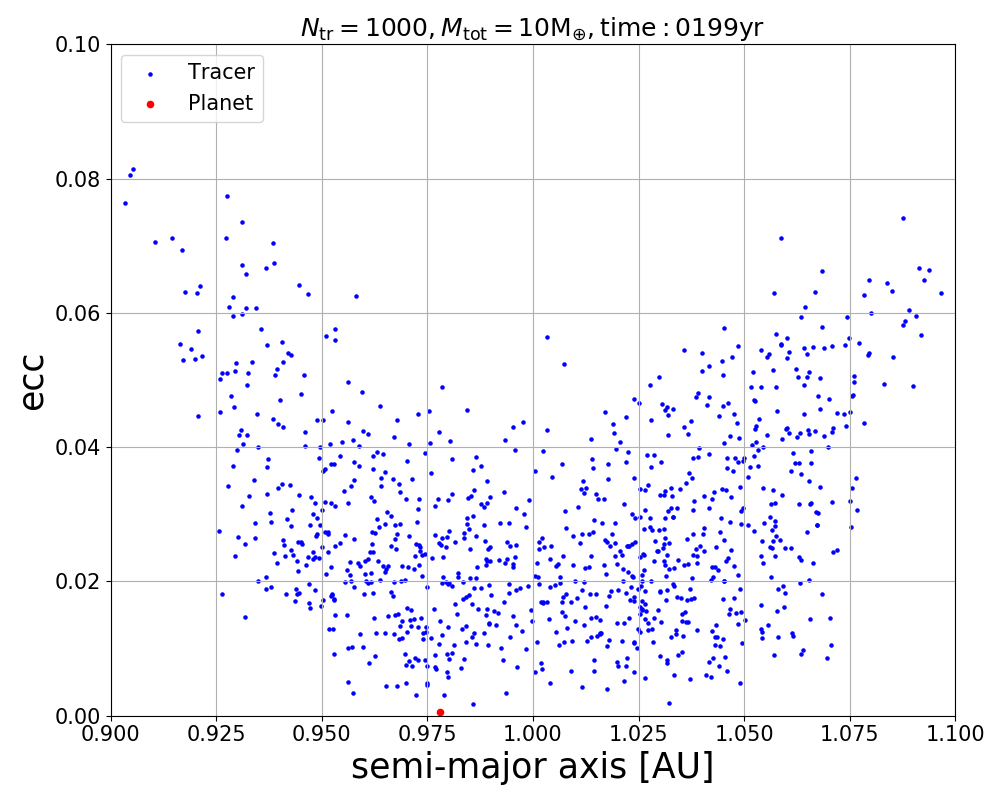 N_tr = 1000, M_tot = 10M_⊕, time : 0199yr
0.10
Tracer
Planet
0.08
0.06
ecc
0.04
0.02
0.00
0.900 0.925 0.950 0.975 1.000 1.025 1.050 1.075 1.100
semi-major axis [AU]